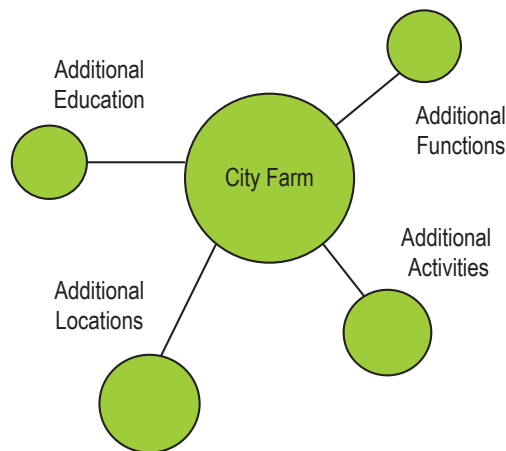 Additional
Education
Additional
Functions
City Farm
Additional
Activities
Additional
Locations